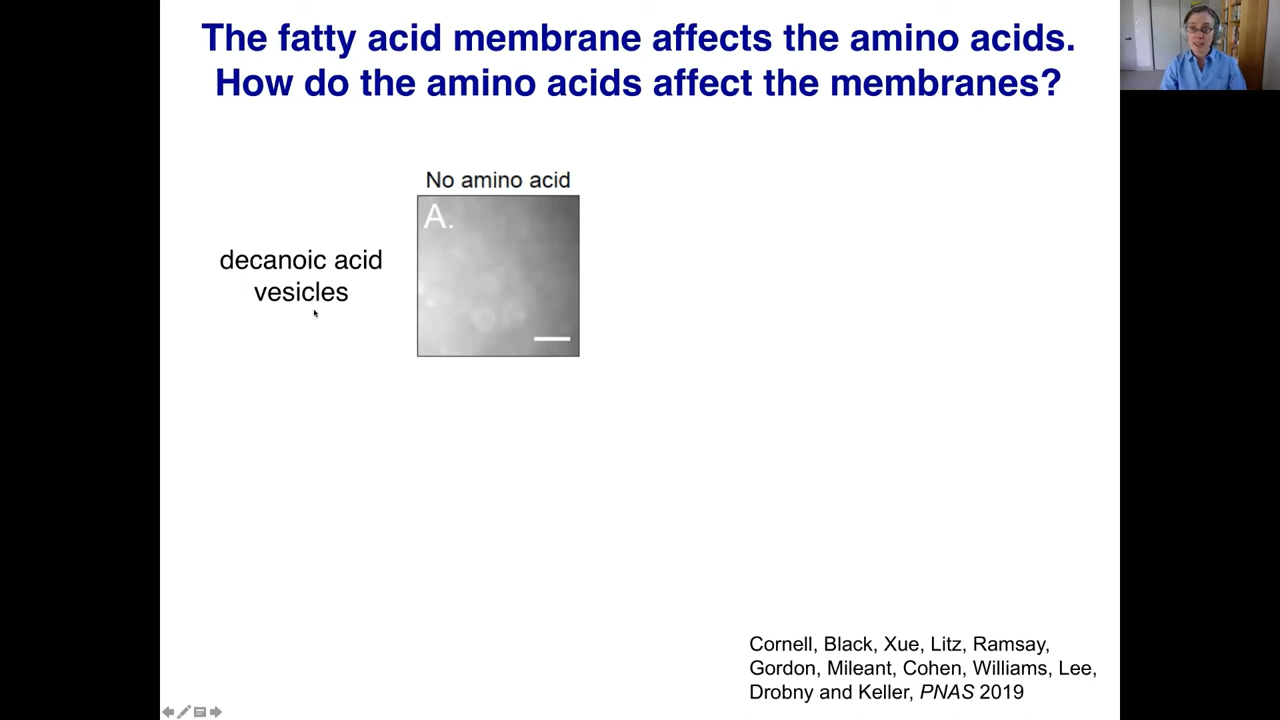 The fatty acid membrane affects the amino acids.
How do the amino acids affect the membranes?
No amino acid
A.
decanoic acid
vesicles
Cornell, Black, Xue, Litz, Ramsay,
Gordon, Mileant, Cohen, Williams, Lee,
Drobny and Keller, PNAS 2019